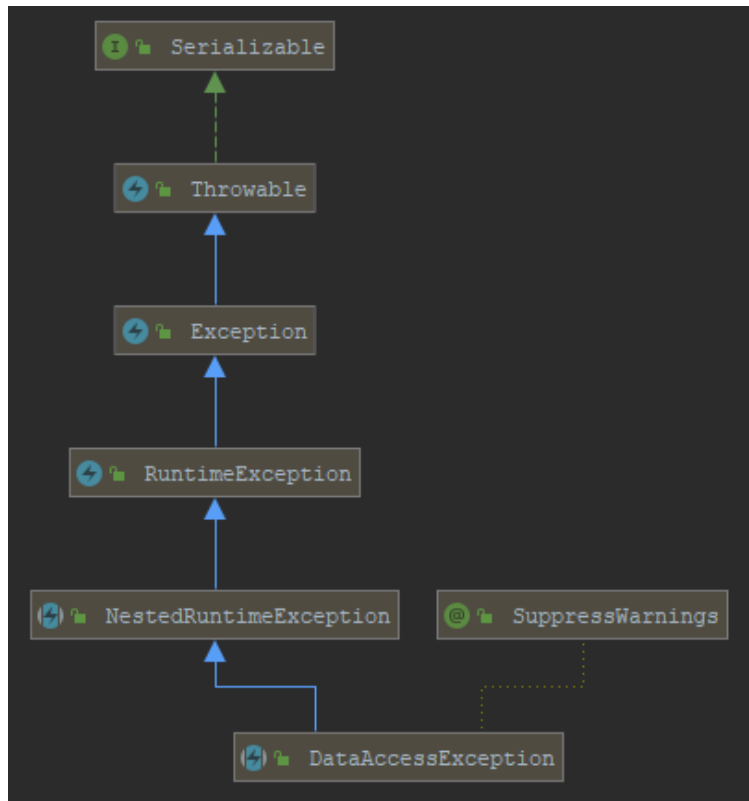 Serializable
Throwable
Exception
RuntimeException
NestedRuntimeException
SuppressWarnings
DataAccessException